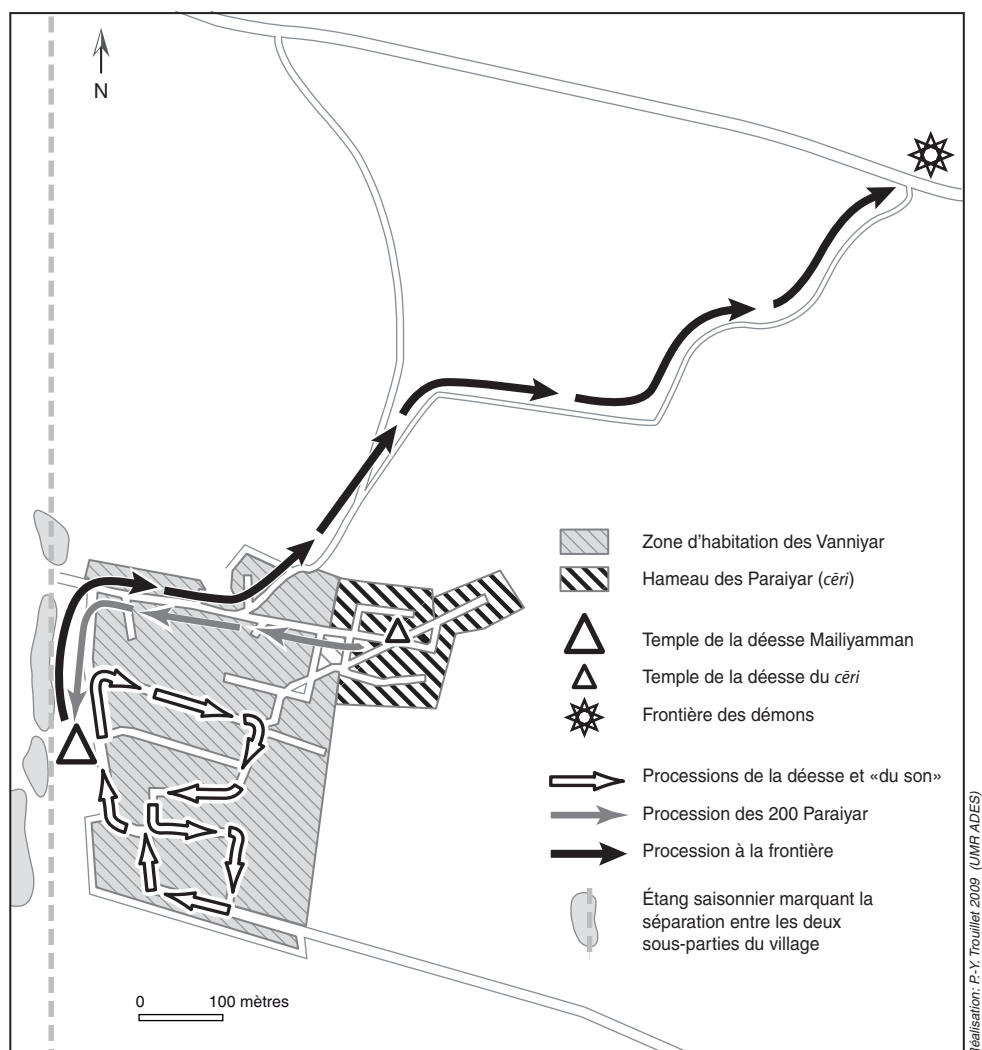 N
Zone d’habitation des Vanniyar
Hameau des Paraiyar (cēri)
Temple de la déesse Mailiyamman
Temple de la déesse du cēri
Frontière des démons
Processions de la déesse et «du son»
Procession des 200 Paraiyar
Procession à la frontière
Étang saisonnier marquant la
séparation entre les deux
sous-parties du village
0 100 mètres
Réalisation: P.-Y. Trouillet 2009 (UMR ADES)